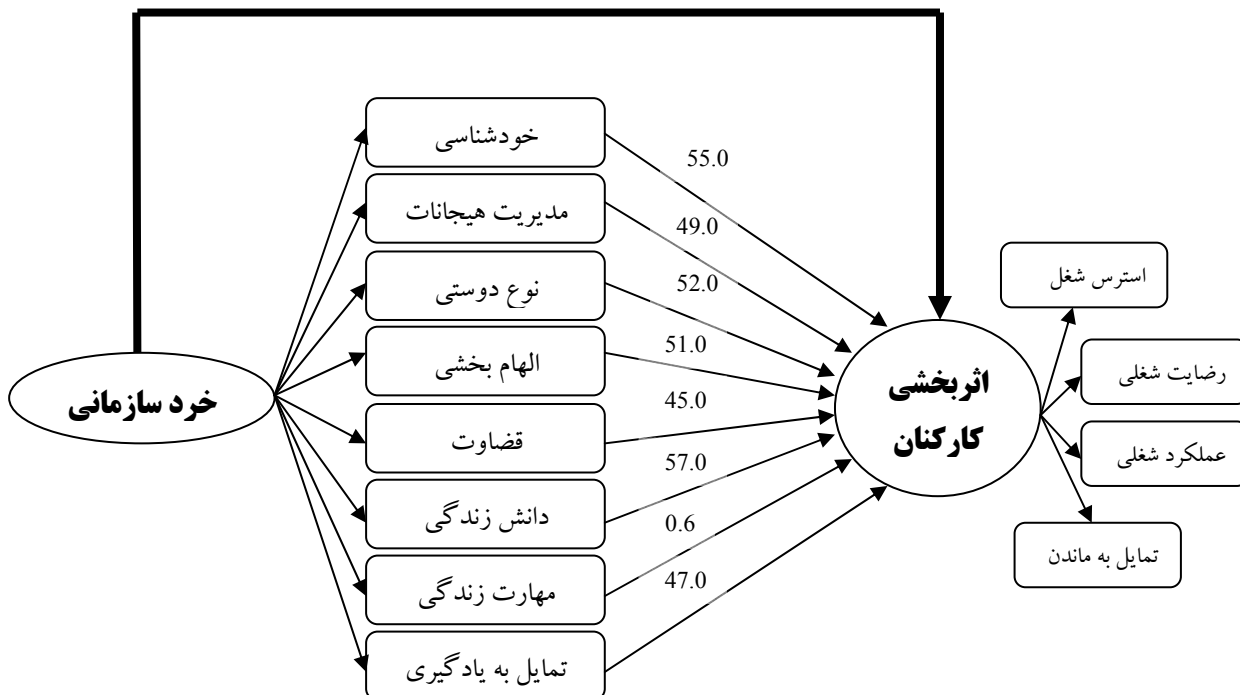 خودشناسی
55.0
مدیریت هیجانات
49.0
نوع دوستی
52.0
استرس شغل
الهام بخشی
51.0
رضایت شغلی
خرد سازمانی
اثربخشی
کارکنان
قضاوت
45.0
عملکرد شغلی
دانش زندگی
57.0
تمایل به ماندن
مهارت زندگی
0.6
تمایل به یادگیری
47.0